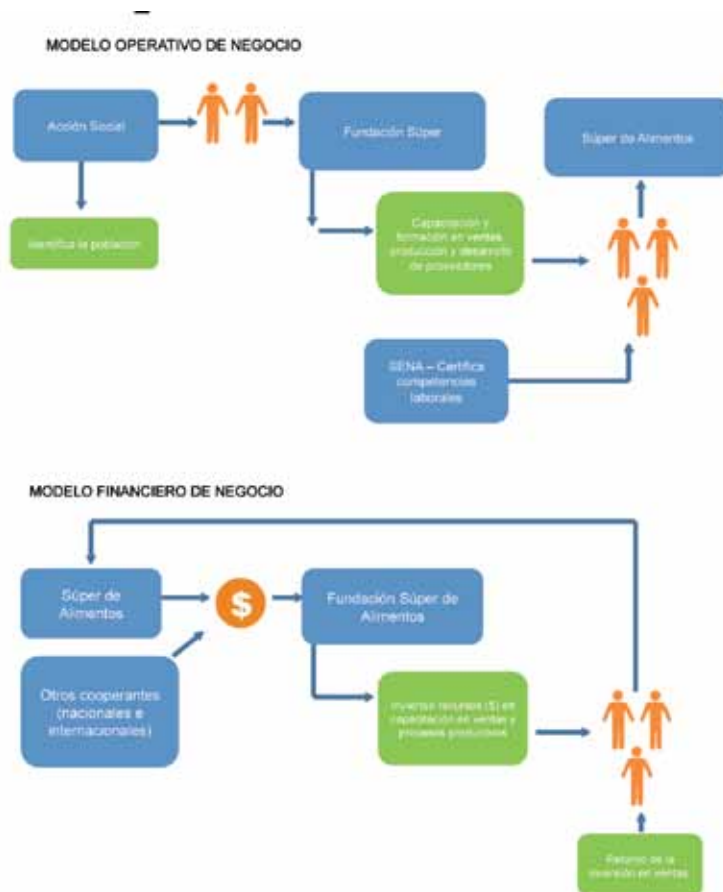 MODELO OPERATIVO DE NEGOCIO
Acción Social
Fundación Súper
Súper de Alimentos
Identifica la población
Capacitación y
formación en ventas,
producción y desarrollo
de proveedores
SENA – Certifica
competencias
laborales
MODELO FINANCIERO DE NEGOCIO
Súper de
Alimentos
$
Fundación Súper de
Alimentos
Otros cooperantes
(nacionales e
internacionales)
recursos ($) en
capacitación en ventas y
procesos productivos
Retorno de la
inversión en ventas